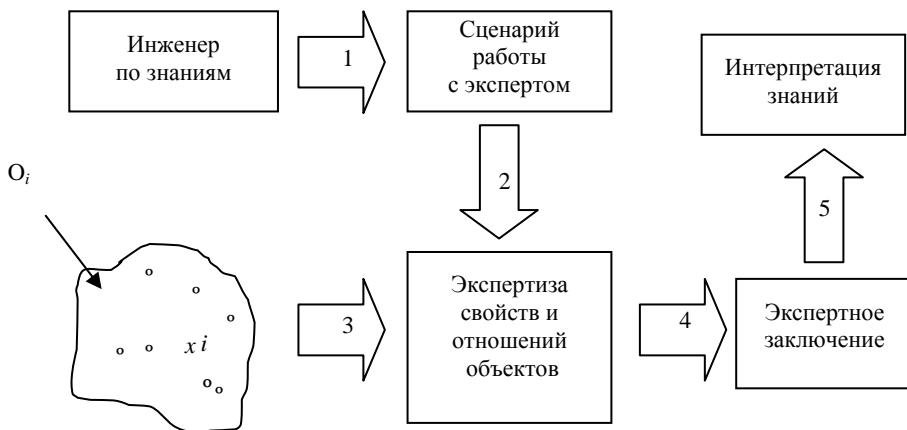 Инженер
по знаниям
1
Сценарий
работы
с экспертом
Интерпретация
знаний
2
5
O i
Экспертиза
свойств и
отношений
объектов
3
x i
4
Экспертное
заключение